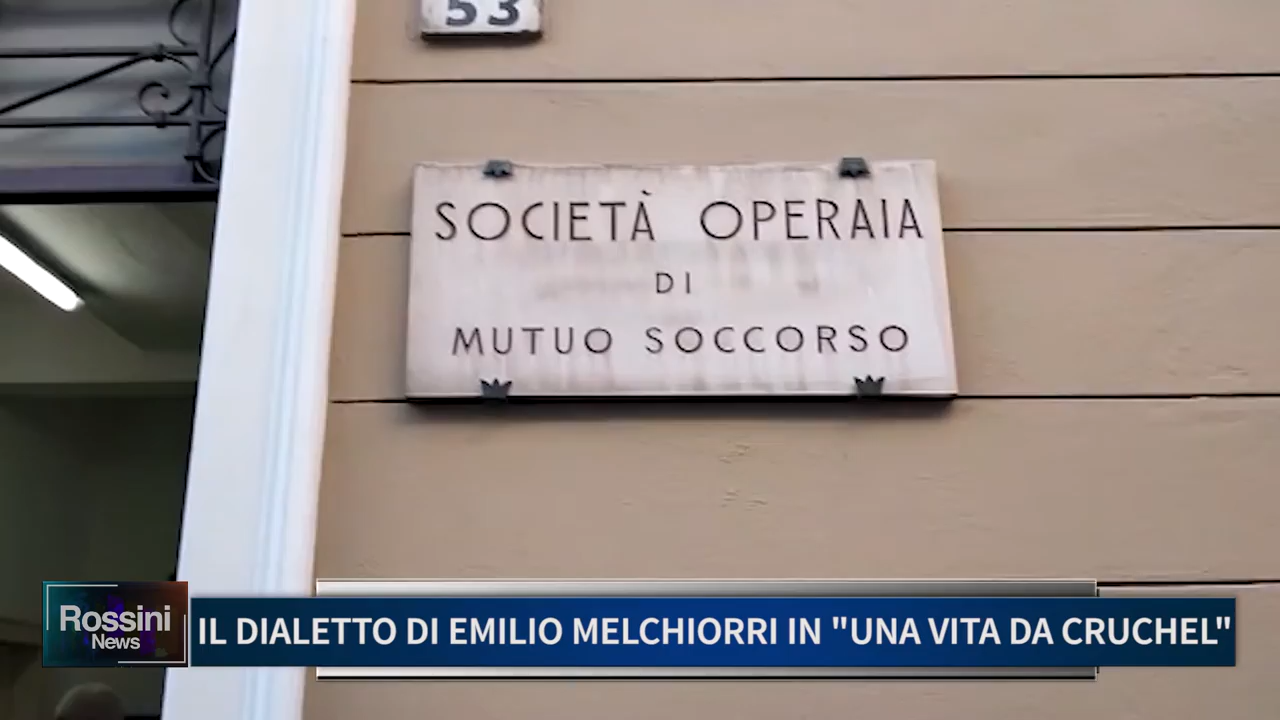 53
SOCIETÀ OPERAIA
DI
MUTUO SOCCORSO
Rossini
News
IL DIALETTO DI EMILIO MELCHIORRI IN "UNA VITA DA CRUCHEL"